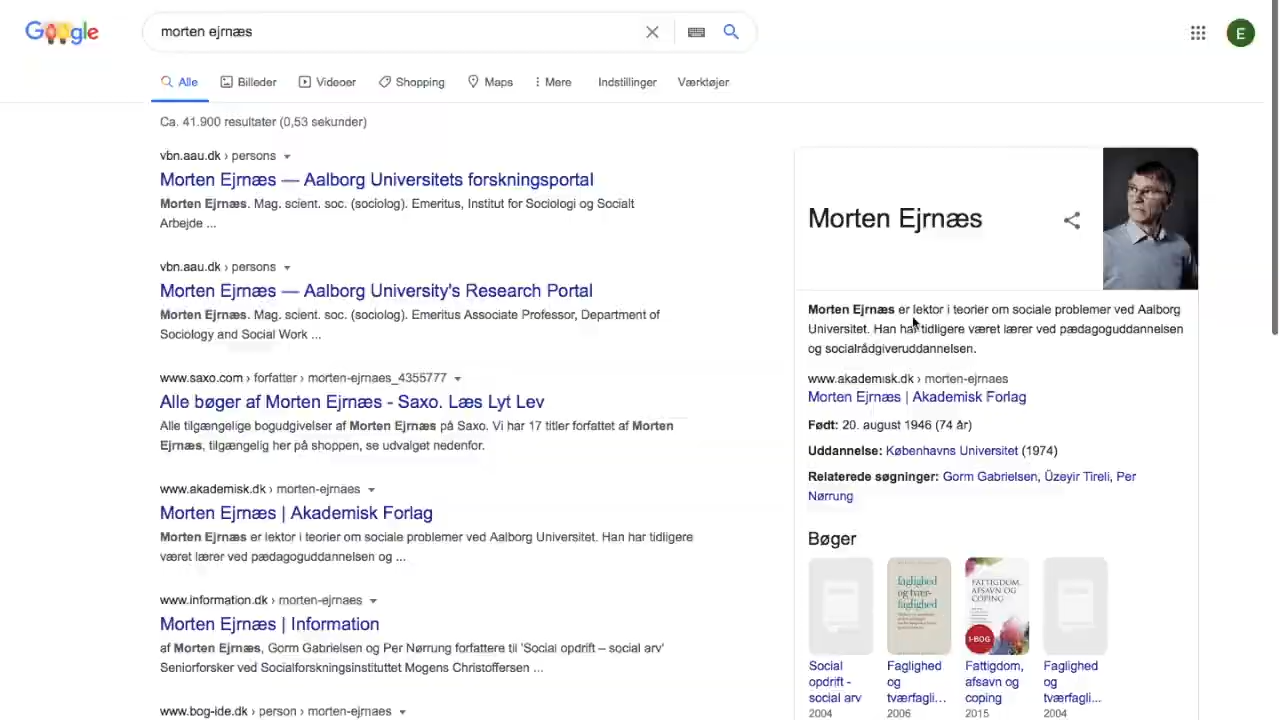 Google
morten ejrnæs
Alle
Billeder
Videoer
Shopping
Maps
Mere
Indstillinger
Værktøjer
E
Ca. 41.900 resultater (0,53 sekunder)
vbn.aau.dk › persons
Morten Ejrnæs — Aalborg Universitets forskningsportal
Morten Ejrnæs. Mag. scient. soc. (sociolog). Emeritus, Institut for Sociologi og Socialt
Arbejde ...
vbn.aau.dk › persons
Morten Ejrnæs — Aalborg University's Research Portal
Morten Ejrnæs. Mag. scient. soc. (sociolog). Emeritus Associate Professor, Department of
Sociology and Social Work ...
www.saxo.com › forfatter › morten-ejrnaes_4355777
Alle bøger af Morten Ejrnæs - Saxo. Læs Lyt Lev
Alle tilgængelige bogudgivelser af Morten Ejrnæs på Saxo. Vi har 17 titler forfattet af Morten
Ejrnæs, tilgængelig her på shoppen, se udvalget nedenfor.
www.akademisk.dk › morten-ejrnaes
Morten Ejrnæs | Akademisk Forlag
Morten Ejrnæs er lektor i teorier om sociale problemer ved Aalborg Universitet. Han har tidligere
været lærer ved pædagoguddannelsen og ...
www.information.dk › morten-ejrnaes
Morten Ejrnæs | Information
af Morten Ejrnæs, Gorm Gabrielsen og Per Nørrung forfattere til 'Social opdrift – social arv'
Seniorforsker ved Socialforskningsinstituttet Mogens Christoffersen ...
www.bog-ide.dk › person › morten-ejrnaes
Morten Ejrnæs
Morten Ejrnæs er lektor i teorier om sociale problemer ved Aalborg
Universitet. Han har tidligere været lærer ved pædagoguddannelsen
og socialrådgiveruddannelsen.
www.akademisk.dk › morten-ejrnaes
Morten Ejrnæs | Akademisk Forlag
Født: 20. august 1946 (74 år)
Uddannelse: Københavns Universitet (1974)
Relaterede søgninger: Gorm Gabrielsen, Üzeyir Tireli, Per
Nørrung
Bøger
faglighed
og tvær-
faglighed
FATTIGDOM,
AFSAVN OG
COPING
I-BOG
Social
opdrift -
social arv
2004
Faglighed
og
tværfagli...
2006
Fattigdom,
afsavn og
coping
2015
Faglighed
og
tværfagli...
2004